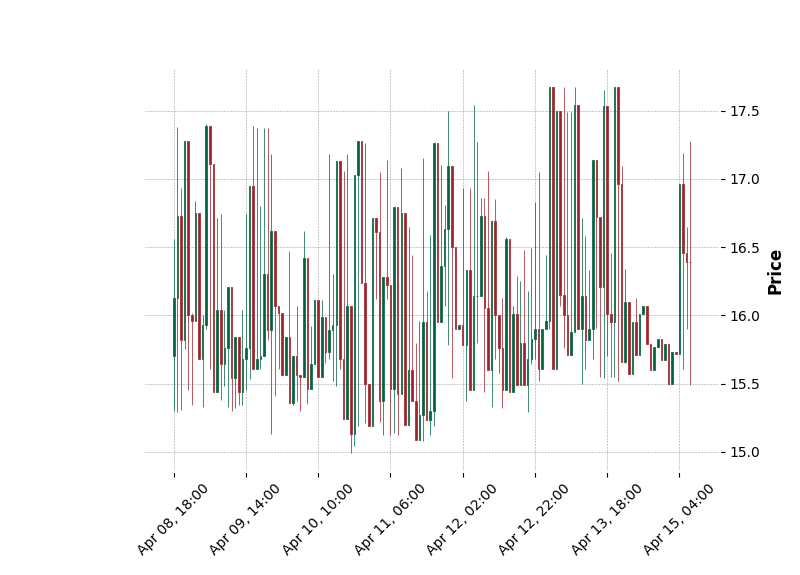 17.5
17.0
16.5
16.0
15.5
15.0
Price
Apr 08, 18:00
Apr 09, 14:00
Apr 10, 10:00
Apr 11, 06:00
Apr 12, 02:00
Apr 12, 22:00
Apr 13, 18:00
Apr 15, 04:00